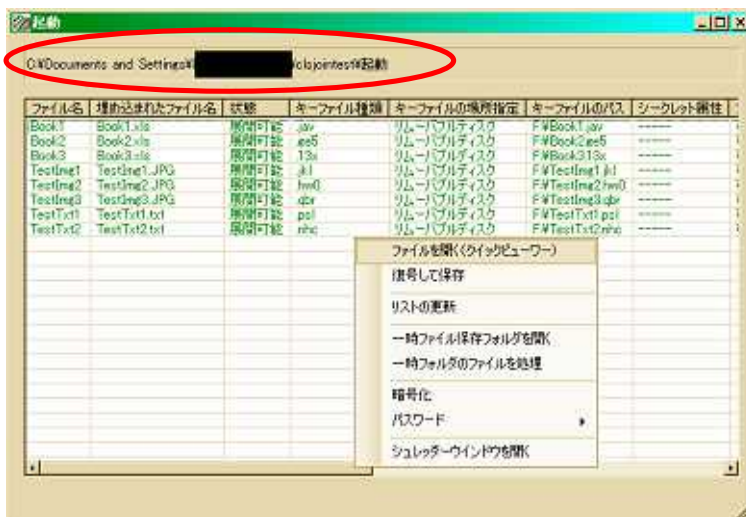 起動
C:¥Documents and Settings¥ /clsjointest¥起動
ファイル名 埋め込まれたファイル名 状態 キーファイル種類 キーファイルの場所指定 キーファイルのパス シークレット属性
Book1 Book1.xls 展開可能 .jav リムーバブルディスク F:¥Book1.jav -----
Book2 Book2.xls 展開可能 .ee5 リムーバブルディスク F:¥Book2.ee5 -----
Book3 Book3.xls 展開可能 .13x リムーバブルディスク F:¥Book3.13x -----
TestImg1 TestImg1.JPG 展開可能 .jkl リムーバブルディスク F:¥TestImg1.jkl -----
TestImg2 TestImg2.JPG 展開可能 .hw0 リムーバブルディスク F:¥TestImg2.hw0 -----
TestImg3 TestImg3.JPG 展開可能 .qbr リムーバブルディスク F:¥TestImg3.qbr -----
TestTxt1 TestTxt1.txt 展開可能 .psl リムーバブルディスク F:¥TestTxt1.psl -----
TestTxt2 TestTxt2.txt 展開可能 .nhc リムーバブルディスク F:¥TestTxt2.nhc -----
ファイルを開く(クイックビューワー)
復号して保存
リストの更新
一時ファイル保存フォルダを開く
一時フォルダのファイルを処理
暗号化
パスワード
シュレッダーウインドウを開く